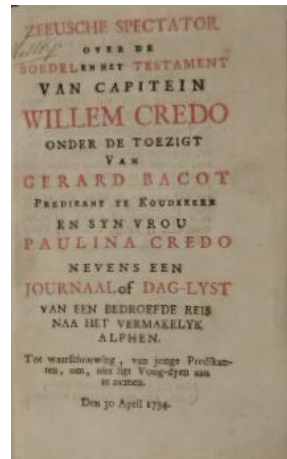 ZEEUSCHE SPECTATOR
OVER DE
BOEDEL EN HET TESTAMENT
VAN CAPITEIN
WILLEM CREDO
ONDER DE TOEZIGT
VAN
GERARD BACOT
PREDIKANT TE KOUDEKERK
EN SYN VROU
PAULINA CREDO
NEVENS EEN
JOURNAAL of DAG-LYST
VAN EEN BEDROEFDE REIS
NAA HET VERMAKELYK
ALPHEN.
Tot waarschouwing, van jonge Predikan-
ten, om, niet ligt Voog-dyen aan
te nemen.
Den 30 April 1794.